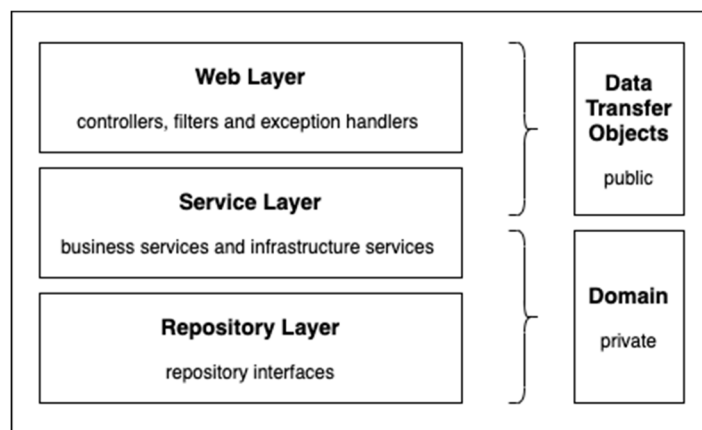 Web Layer
controllers, filters and exception handlers
Service Layer
business services and infrastructure services
Repository Layer
repository interfaces
Data
Transfer
Objects
public
Domain
private